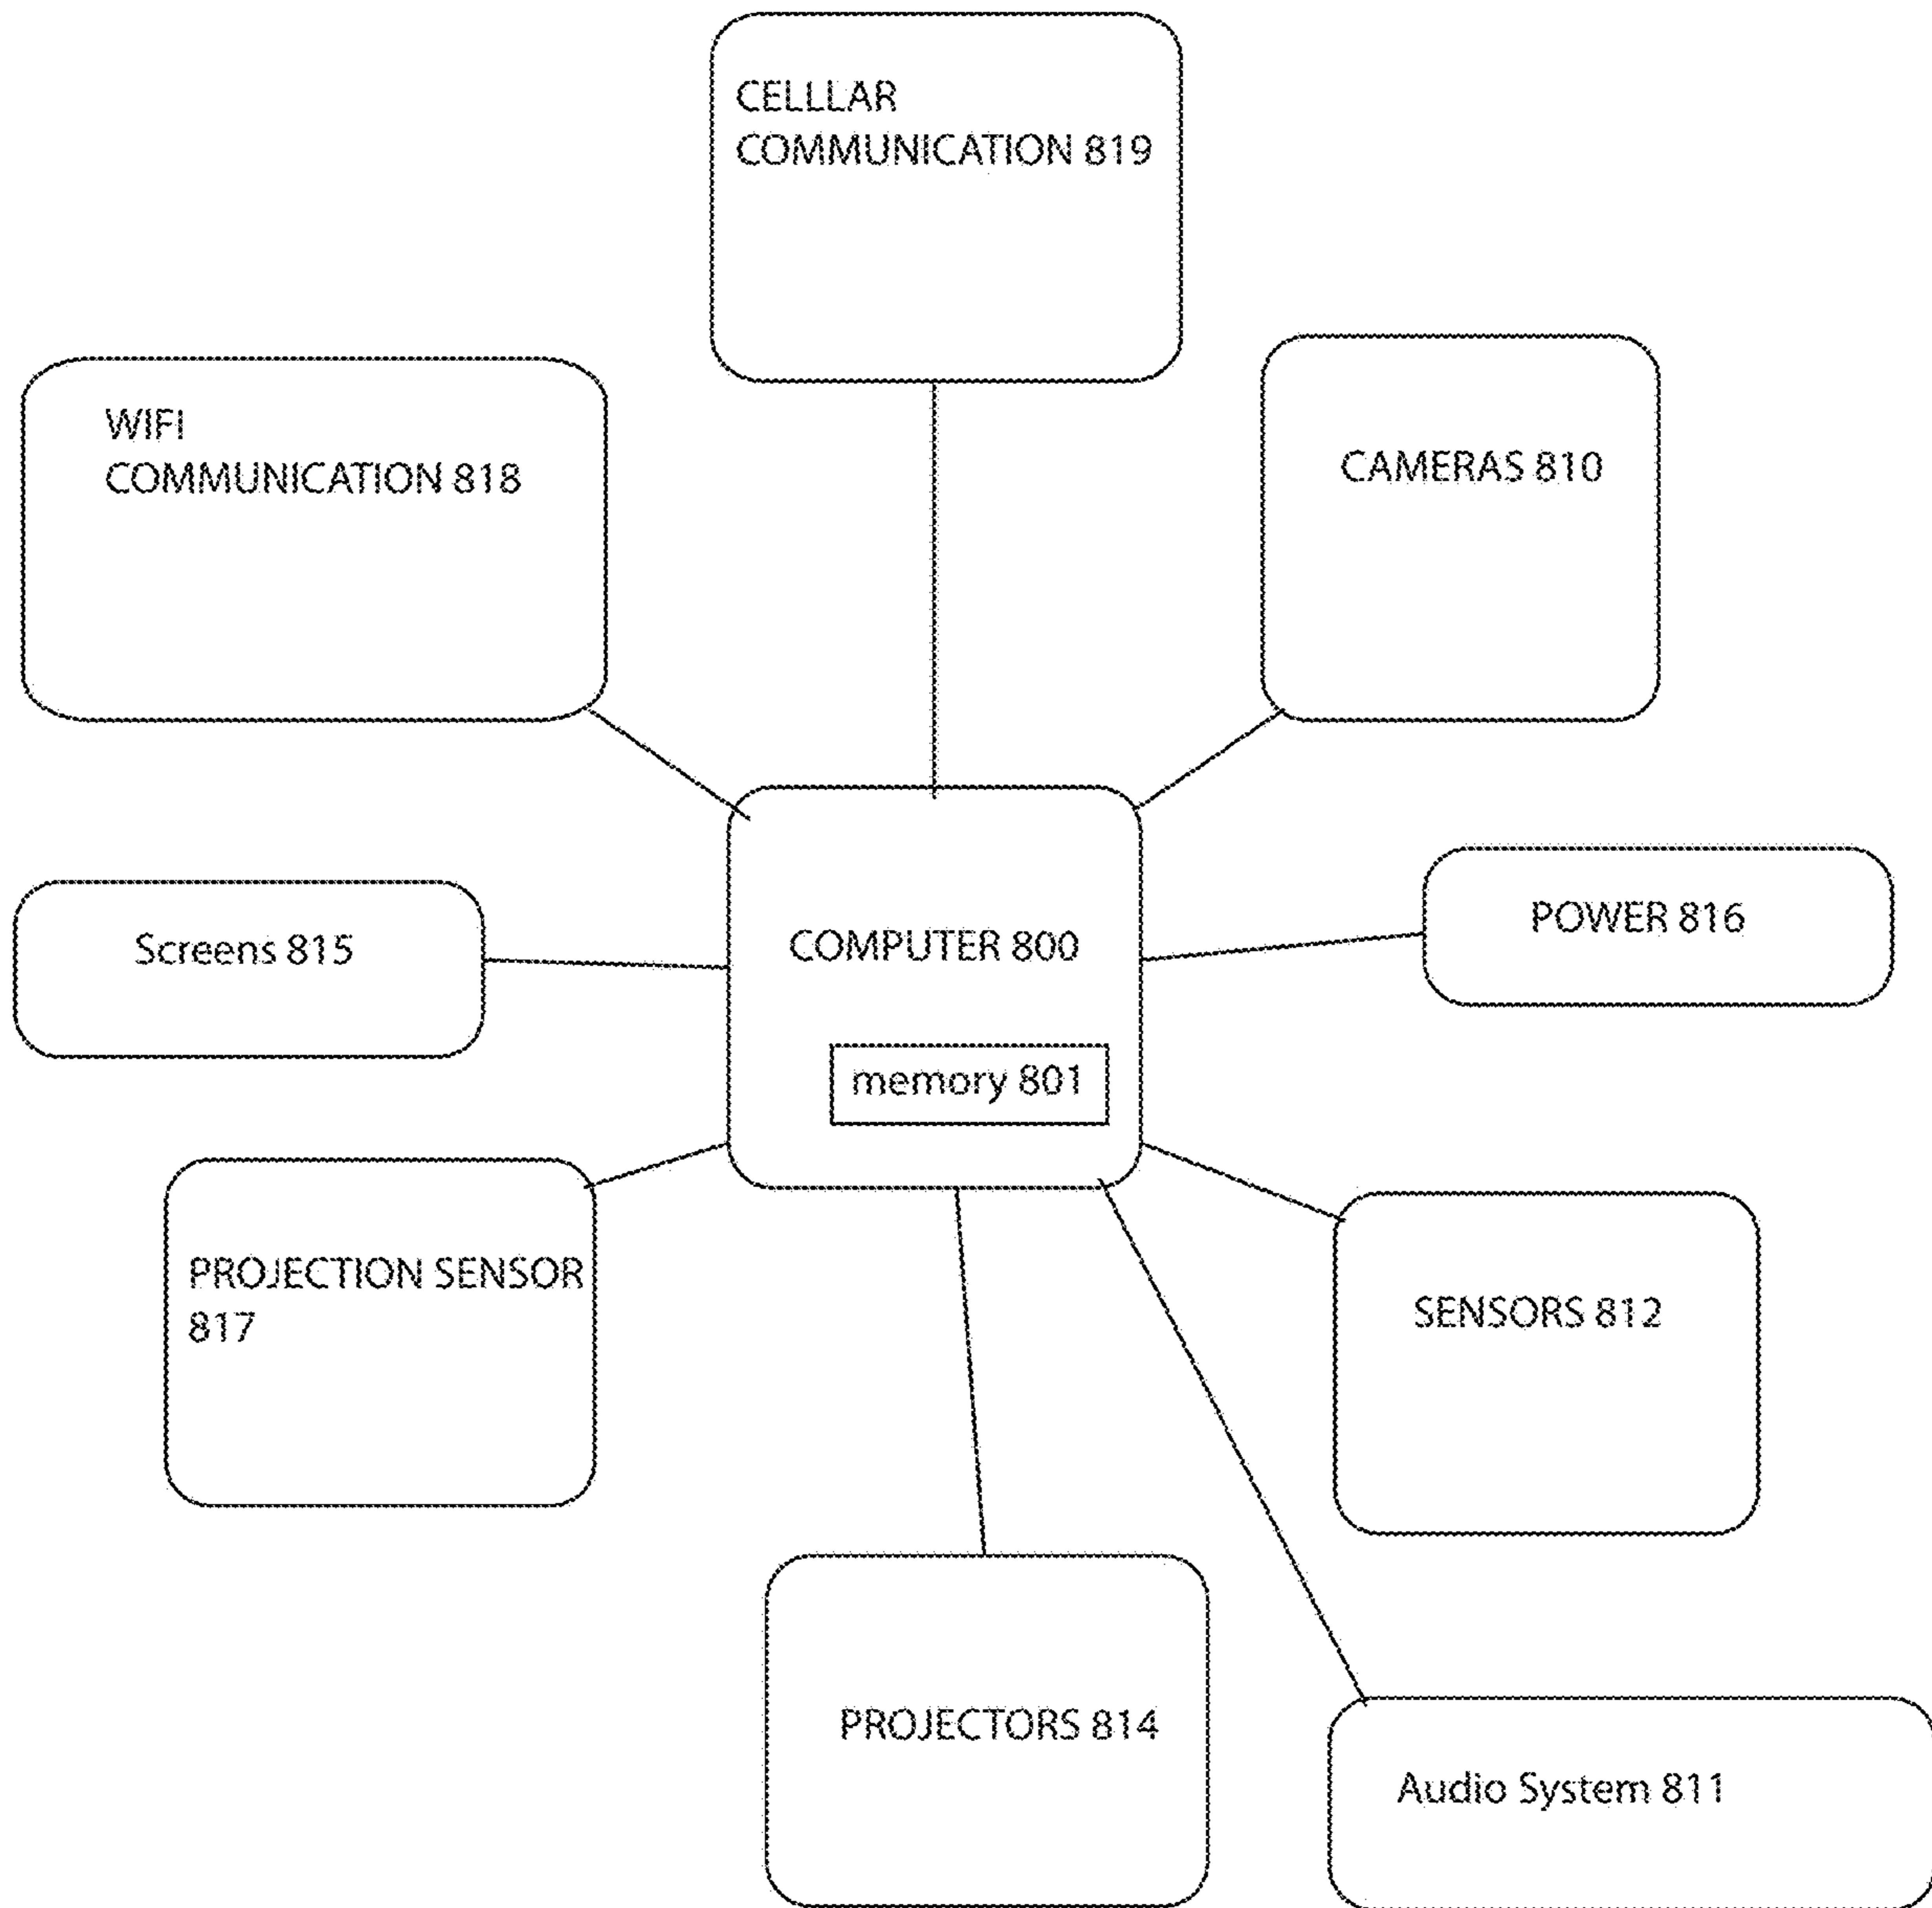 CELLLAR
COMMUNICATION 819
WIFI
COMMUNICATION 818
CAMERAS 810
Screens 815
COMPUTER 800
POWER 816
memory 801
PROJECTION SENSOR
817
SENSORS 812
PROJECTORS 814
Audio System 811